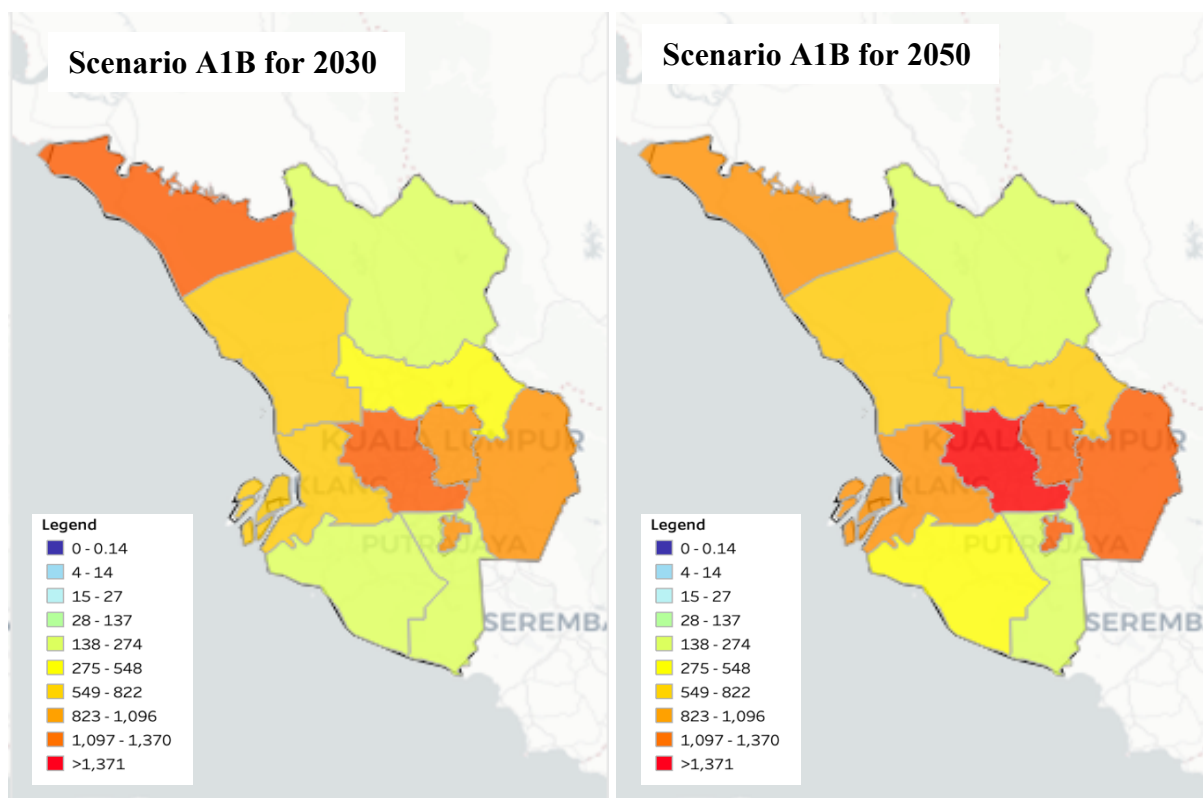 Scenario A1B for 2030
KUALA LUMPUR
KLANG
PUTRAJAYA
SEREMBA
Legend
0 - 0.14
4 - 14
15 - 27
28 - 137
138 - 274
275 - 548
549 - 822
823 - 1,096
1,097 - 1,370
>1,371
Scenario A1B for 2050
KUALA LUMPUR
KLANG
PUTRAJAYA
SEREMB
Legend
0 - 0.14
4 - 14
15 - 27
28 - 137
138 - 274
275 - 548
549 - 822
823 - 1,096
1,097 - 1,370
>1,371